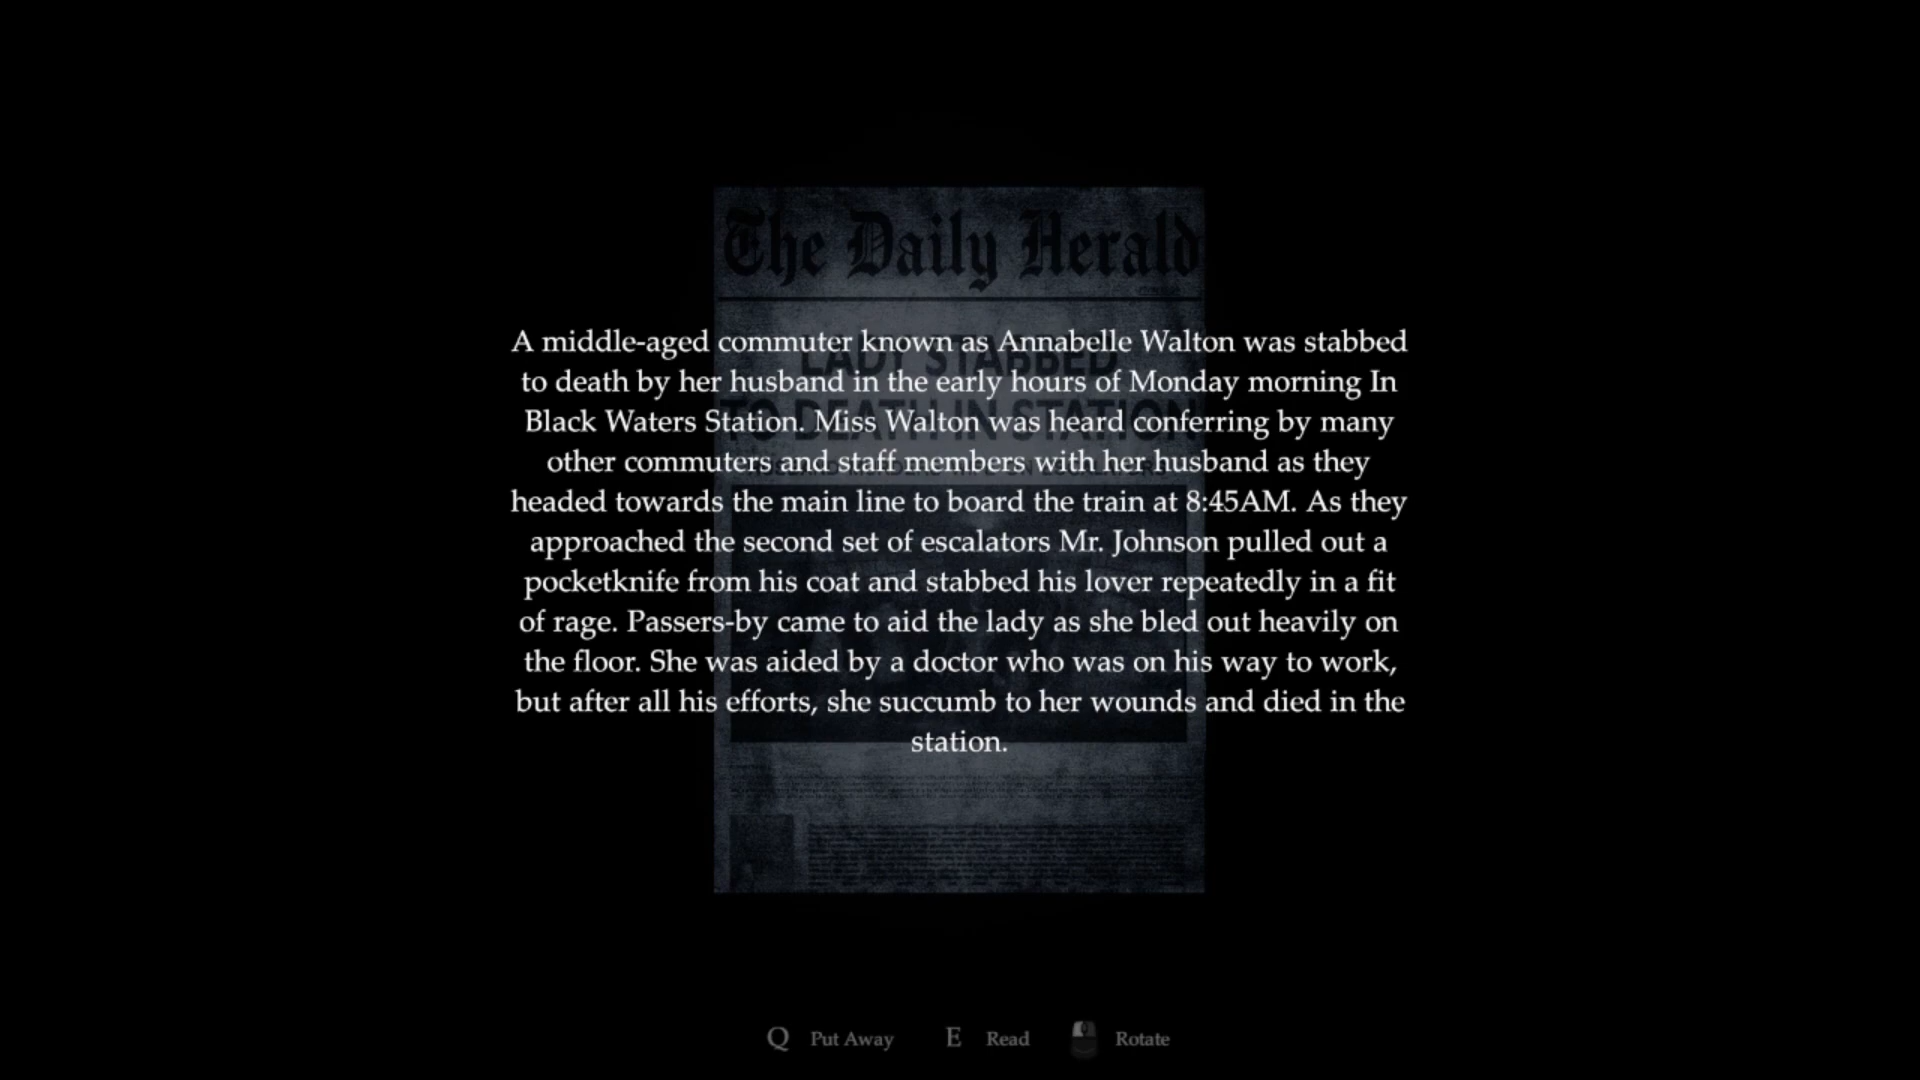 The Daily Herald
LADY STABBED
TO DEATH IN STATION
A middle-aged commuter known as Annabelle Walton was stabbed
to death by her husband in the early hours of Monday morning In
Black Waters Station. Miss Walton was heard conferring by many
other commuters and staff members with her husband as they
headed towards the main line to board the train at 8:45AM. As they
approached the second set of escalators Mr. Johnson pulled out a
pocketknife from his coat and stabbed his lover repeatedly in a fit
of rage. Passers-by came to aid the lady as she bled out heavily on
the floor. She was aided by a doctor who was on his way to work,
but after all his efforts, she succumb to her wounds and died in the
station.
Q Put Away E Read Rotate